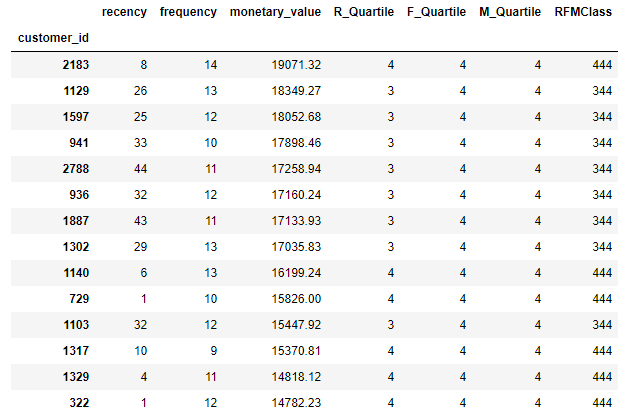 recency frequency monetary_value R_Quartile F_Quartile M_Quartile RFMClass
customer_id
2183 8 14 19071.32 4 4 4 444
1129 26 13 18349.27 3 4 4 344
1597 25 12 18052.68 3 4 4 344
941 33 10 17898.46 3 4 4 344
2788 44 11 17258.94 3 4 4 344
936 32 12 17160.24 3 4 4 344
1887 43 11 17133.93 3 4 4 344
1302 29 13 17035.83 3 4 4 344
1140 6 13 16199.24 4 4 4 444
729 1 10 15826.00 4 4 4 444
1103 32 12 15447.92 3 4 4 344
1317 10 9 15370.81 4 4 4 444
1329 4 11 14818.12 4 4 4 444
322 1 12 14782.23 4 4 4 444